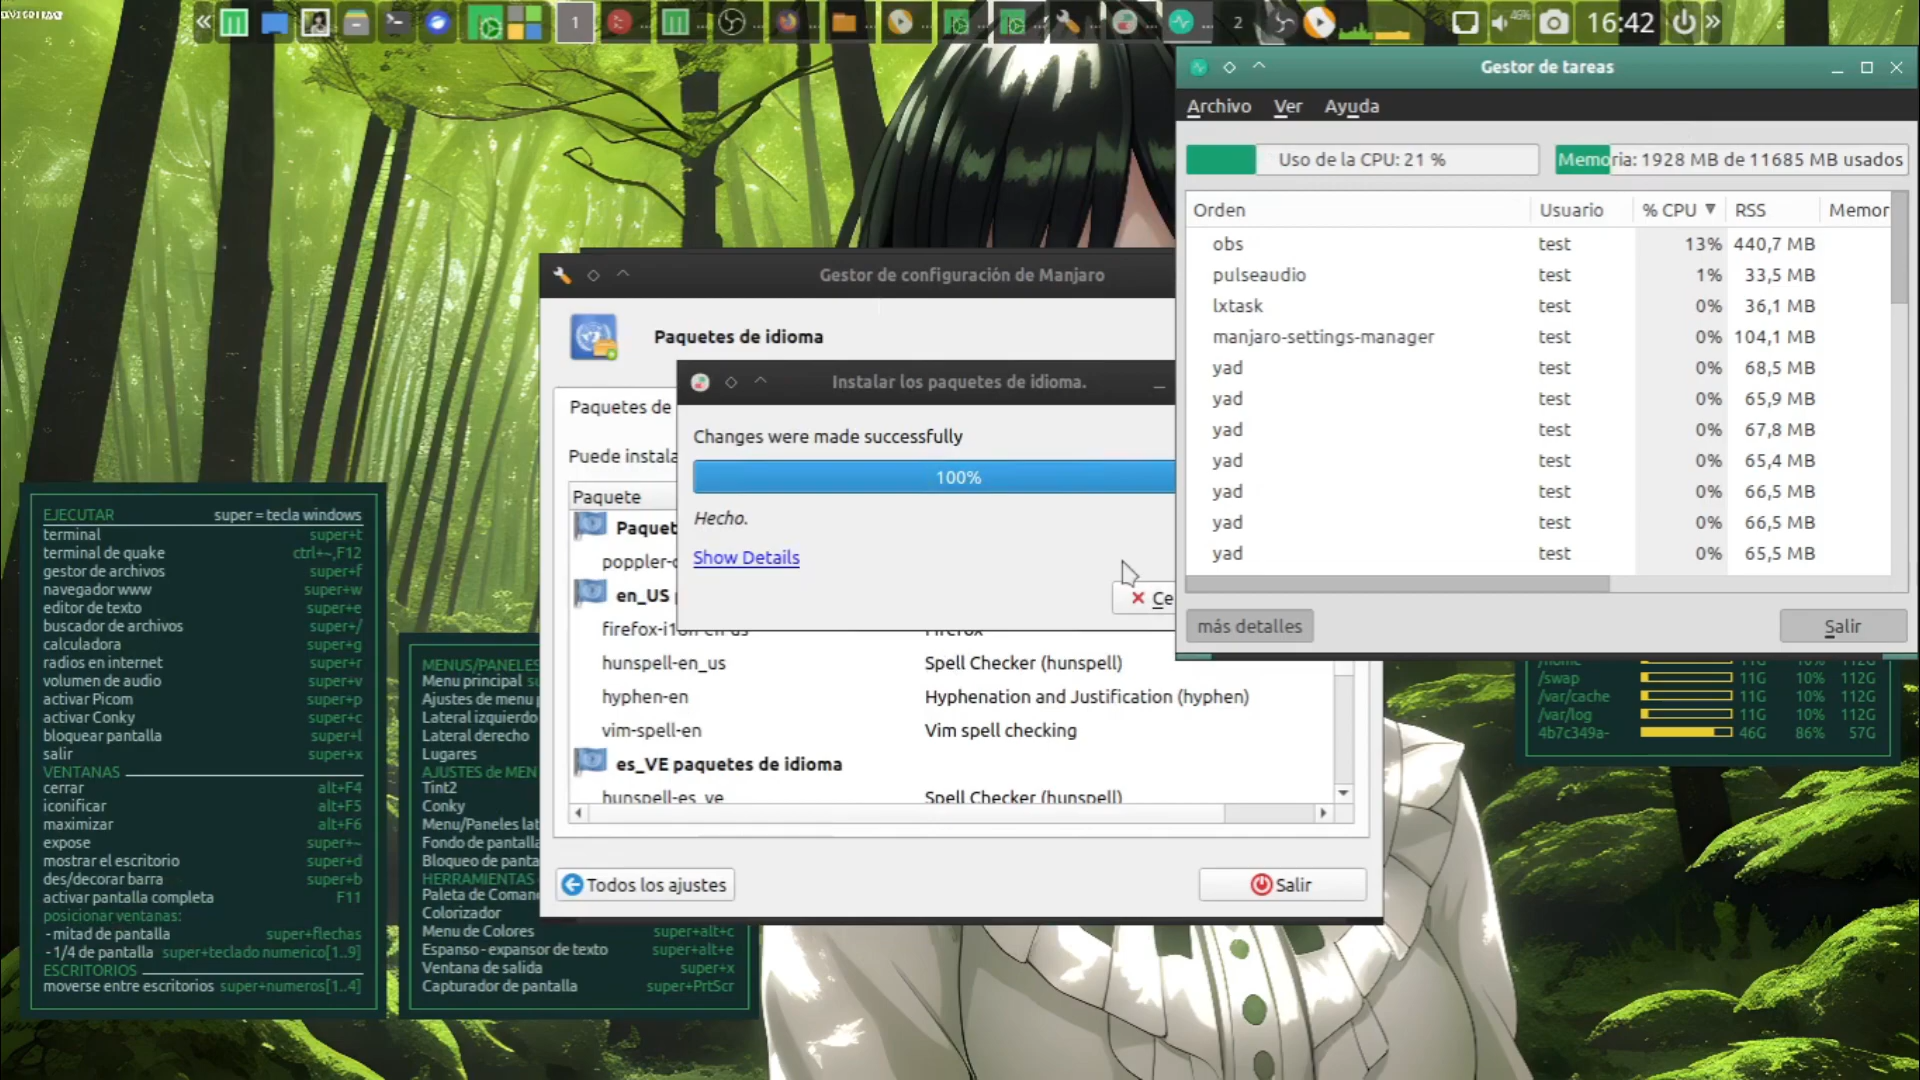 1
2
46%
16:42
Gestor de tareas
Archivo Ver Ayuda
Uso de la CPU: 21 %
Memoria: 1928 MB de 11685 MB usados
Orden Usuario % CPU RSS Memor
obs test 13% 440,7 MB
pulseaudio test 1% 33,5 MB
lxtask test 0% 36,1 MB
manjaro-settings-manager test 0% 104,1 MB
yad test 0% 68,5 MB
yad test 0% 65,9 MB
yad test 0% 67,8 MB
yad test 0% 65,4 MB
yad test 0% 66,5 MB
yad test 0% 66,5 MB
yad test 0% 65,5 MB
más detalles
Salir
Gestor de configuración de Manjaro
Paquetes de idioma
Paquetes de
Puede instala
Paquete
Paquet
poppler-
en_US
hunspell-en_us Spell Checker (hunspell)
hyphen-en Hyphenation and Justification (hyphen)
vim-spell-en Vim spell checking
es_VE paquetes de idioma
hunspell-es_ve Spell Checker (hunspell)
Todos los ajustes
Salir
Instalar los paquetes de idioma.
Changes were made successfully
100%
Hecho.
Show Details
Ce
EJECUTAR super = tecla windows
terminal super+t
terminal de quake ctrl+~,F12
gestor de archivos super+f
navegador www super+w
editor de texto super+e
buscador de archivos super+/
calculadora super+g
radios en internet super+r
volumen de audio super+v
activar Picom super+p
activar Conky super+c
bloquear pantalla super+l
salir super+x
VENTANAS
cerrar alt+F4
iconificar alt+F5
maximizar alt+F6
expose super+~
mostrar el escritorio super+d
des/decorar barra super+b
activar pantalla completa F11
posicionar ventanas:
-mitad de pantalla super+flechas
-1/4 de pantalla super+teclado numerico[1..9]
ESCRITORIOS
moverse entre escritorios super+numeros[1..4]
MENUS/PANELES
Menu principal
Ajustes de menu
Lateral izquierdo
Lateral derecho
Lugares
AJUSTES de MEN
Tint2
Conky
Menu/Paneles lat
Fondo de pantalla
Bloqueo de panta
HERRAMIENTAS
Paleta de Coman
Colorizador
Menu de Colores super+alt+c
Espanso-expansor de texto super+alt+e
Ventana de salida super+x
Capturador de pantalla super+PrtScr
/home 11G 10% 112G
/swap 11G 10% 112G
/var/cache 11G 10% 112G
/var/log 11G 10% 112G
4b7c349a- 46G 86% 57G